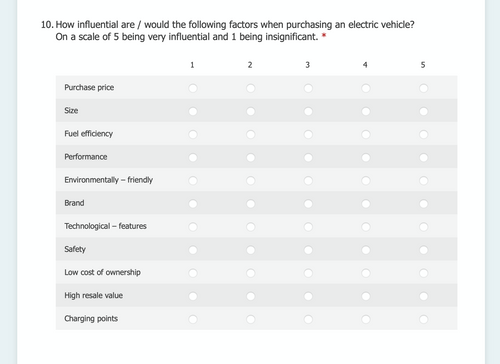 10. How influential are / would the following factors when purchasing an electric vehicle?
On a scale of 5 being very influential and 1 being insignificant. *
1 2 3 4 5
Purchase price
Size
Fuel efficiency
Performance
Environmentally – friendly
Brand
Technological – features
Safety
Low cost of ownership
High resale value
Charging points